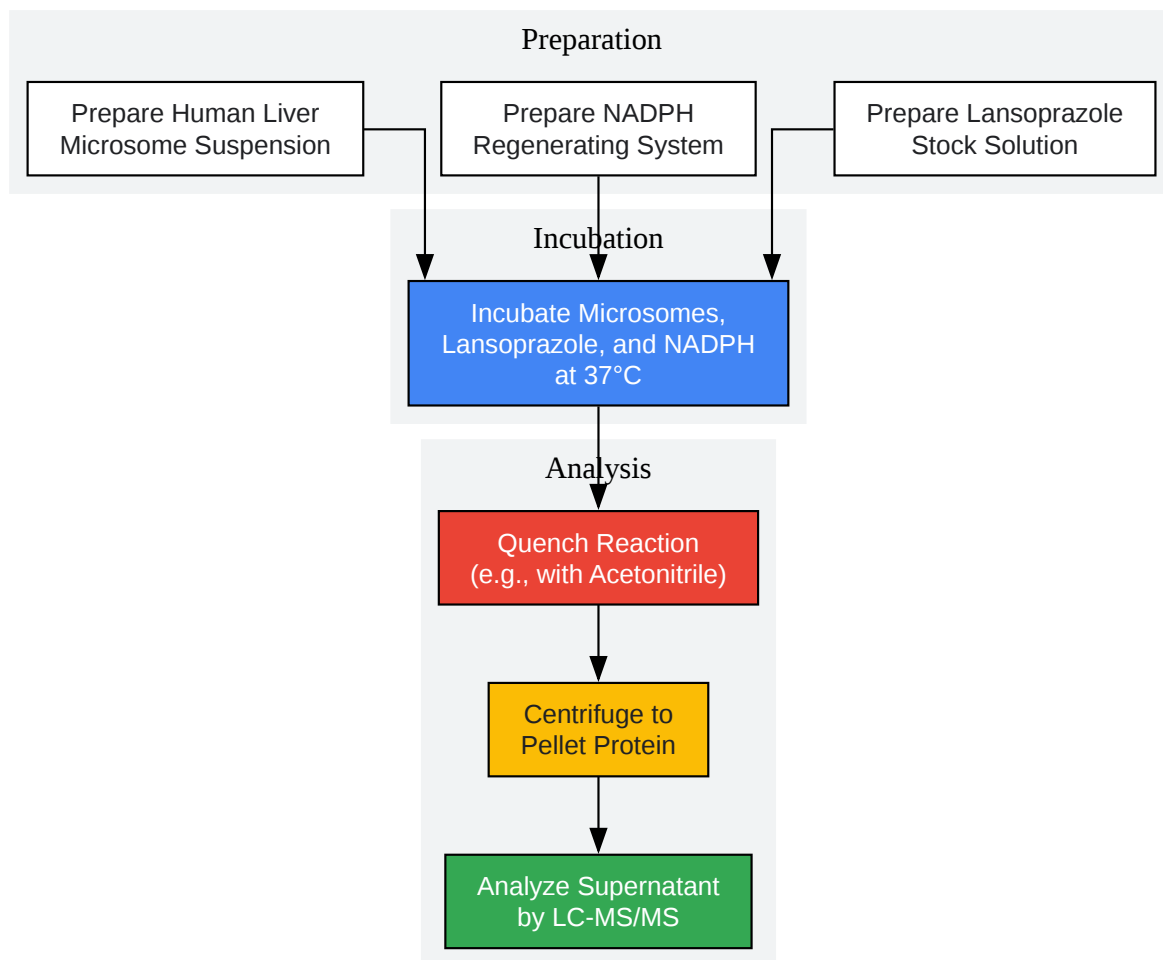 Preparation
Prepare Human Liver
Microsome Suspension
Prepare NADPH
Regenerating System
Prepare Lansoprazole
Stock Solution
Incubation
Incubate Microsomes,
Lansoprazole, and NADPH
at 37°C
Analysis
Quench Reaction
(e.g., with Acetonitrile)
Centrifuge to
Pellet Protein
Analyze Supernatant
by LC-MS/MS